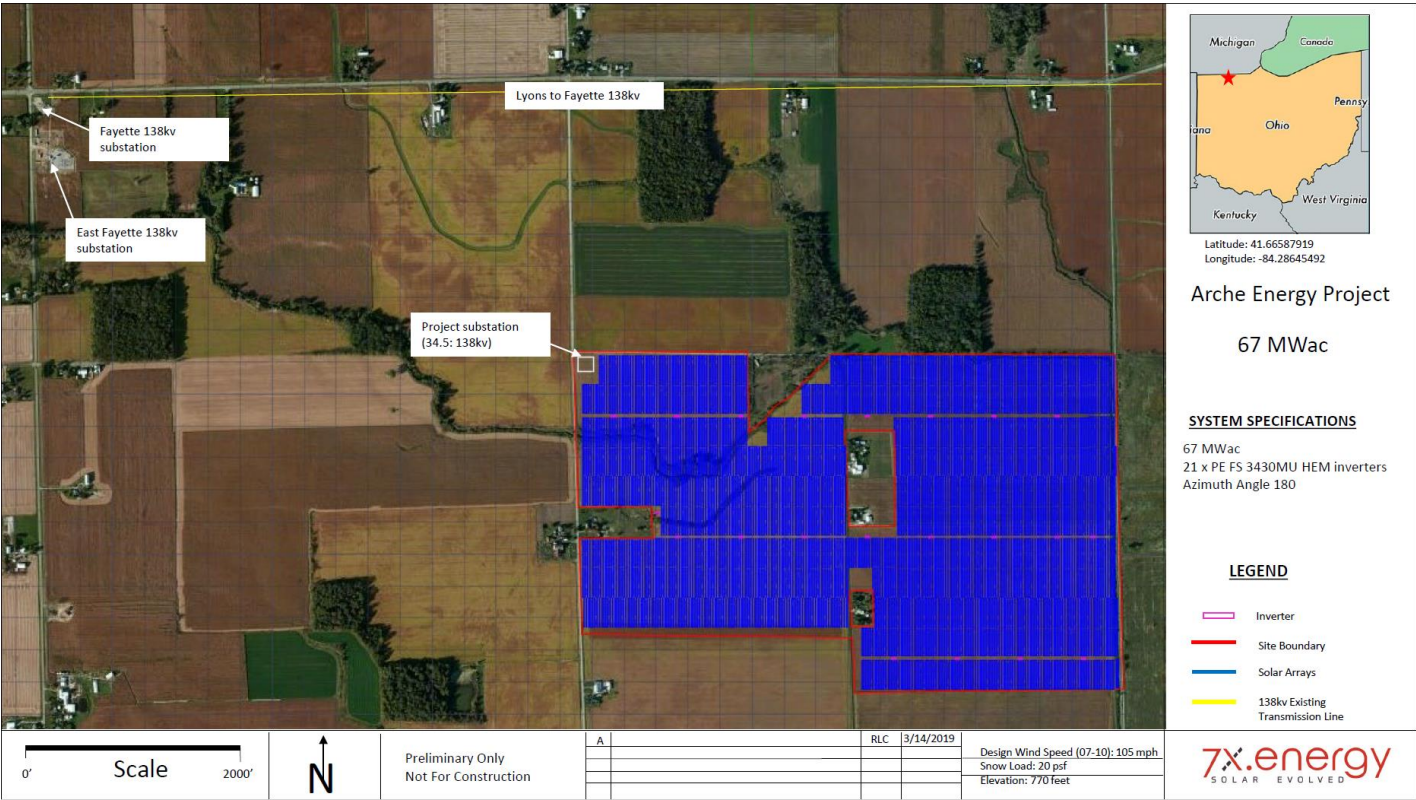 Lyons to Fayette 138kv
Fayette 138kv
substation
East Fayette 138kv
substation
Project substation
(34.5: 138kv)
Michigan
Canada
Pennsy
iana
Ohio
West Virginia
Kentucky
Latitude: 41.66587919
Longitude: -84.28645492
Arche Energy Project
67 MWac
SYSTEM SPECIFICATIONS
67 MWac
21 x PE FS 3430MU HEM inverters
Azimuth Angle 180
LEGEND
Inverter
Site Boundary
Solar Arrays
138kv Existing
Transmission Line
0' Scale 2000'
N
Preliminary Only
Not For Construction
A RLC 3/14/2019
Design Wind Speed (07-10): 105 mph
Snow Load: 20 psf
Elevation: 770 feet
7X.energy
SOLAR EVOLVED